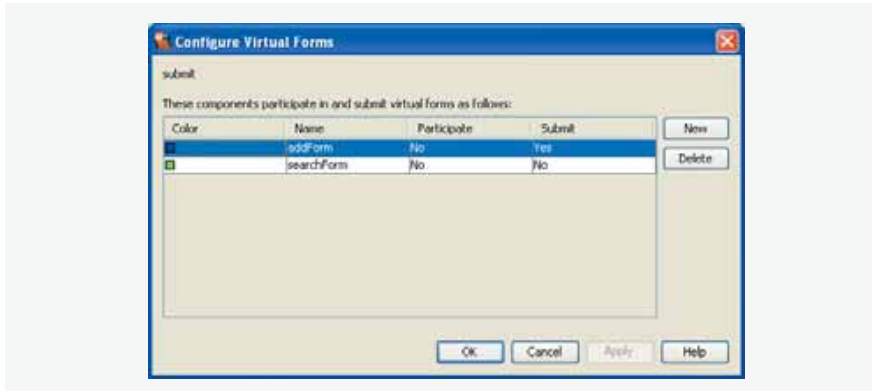 Configure Virtual Forms
submit
These components participate in and submit virtual forms as follows:
Color Name Participate Submit New
addForm No Yes
Delete
searchForm No No
OK Cancel Apply Help